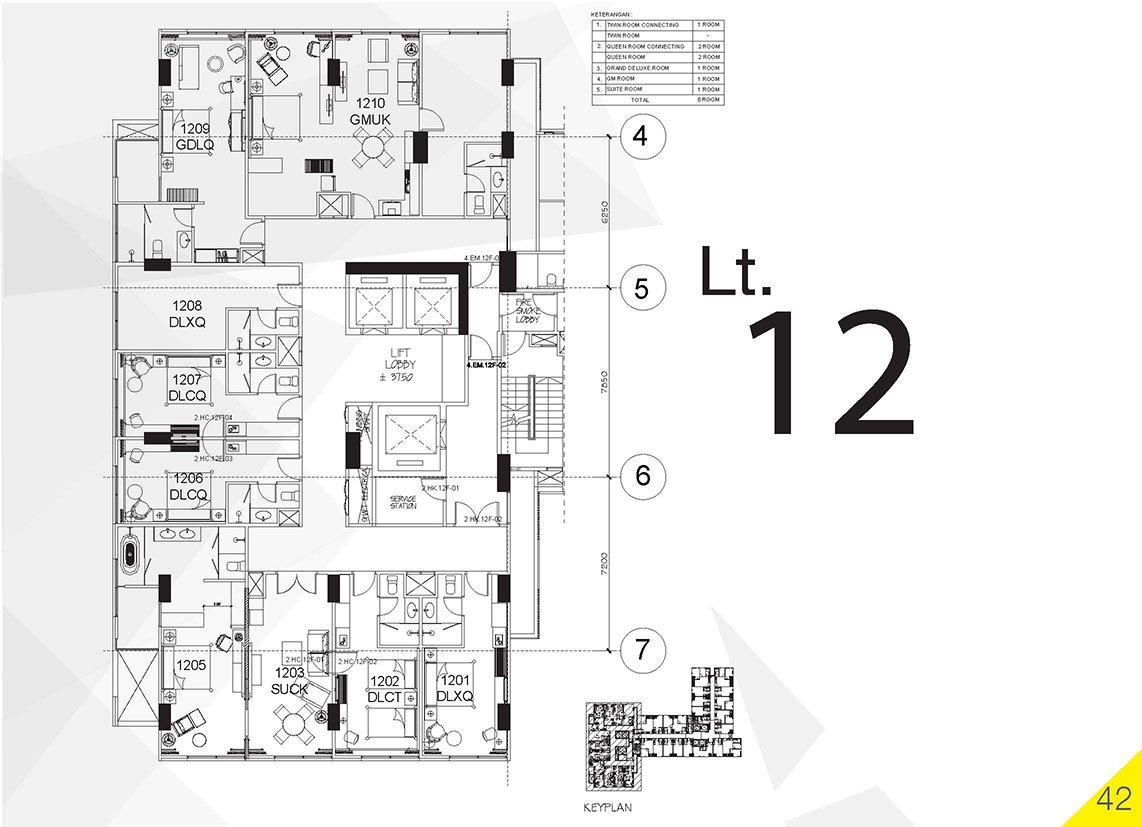 KETERANGAN :
1. TWIN ROOM CONNECTING 1 ROOM
TWIN ROOM -
2. QUEEN ROOM CONNECTING 2 ROOM
QUEEN ROOM 2 ROOM
3. GRAND DELUXE ROOM 1 ROOM
4. GM ROOM 1 ROOM
5. SUITE ROOM 1 ROOM
TOTAL 8 ROOM
1209
GDLQ
1210
GMUK
4
6250
4.EM.12F-0
5
1208
DLXQ
FIRE
SMOKE
LOBBY
Lt.
12
LIFT
LOBBY
± 37.50
4.EM.12F-02
7850
1207
DLCQ
2.HC.12F-04
2.HC.12F-03
1206
DLCQ
6
SERVICE
STATION
2.HK.12F-01
2.HK.12F-02
7200
7
1205
2.HC.12F-01
1203
SUCK
2.HC.12F-02
1202
DLCT
1201
DLXQ
KEYPLAN
42